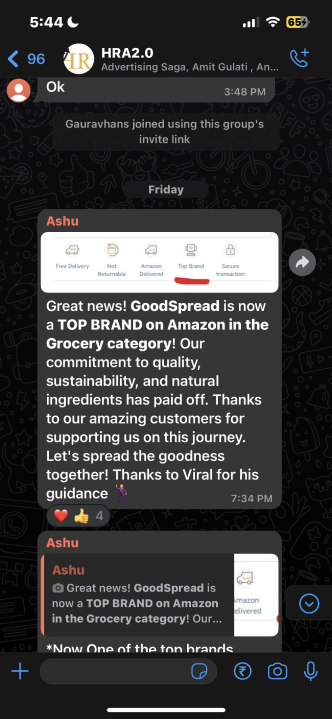 5:44
65
96
HR
HRA2.0
Advertising Saga, Amit Gulati , An...
Ok
3:48 PM
Gauravhans joined using this group's
invite link
Friday
Ashu
Free Delivery
Not
Returnable
Amazon
Delivered
Top Brand
Secure
transaction
Great news! GoodSpread is now
a TOP BRAND on Amazon in the
Grocery category! Our
commitment to quality,
sustainability, and natural
ingredients has paid off. Thanks
to our amazing customers for
supporting us on this journey.
Let's spread the goodness
together! Thanks to Viral for his
guidance
7:34 PM
4
Ashu
Ashu
Great news! GoodSpread is
now a TOP BRAND on Amazon
in the Grocery category! Our...
mazon
elivered
*Now One of the top brands
₹